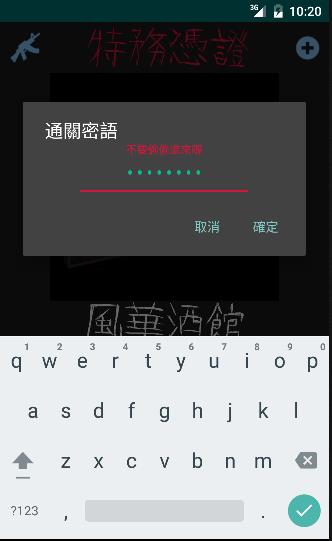 3G 10:20
特務憑證
通關密語
不要偷偷進來喔
取消 確定
風華酒館
1 2 3 4 5 6 7 8 9 0
q w e r t y u i o p
a s d f g h j k l
z x c v b n m
?123 , .